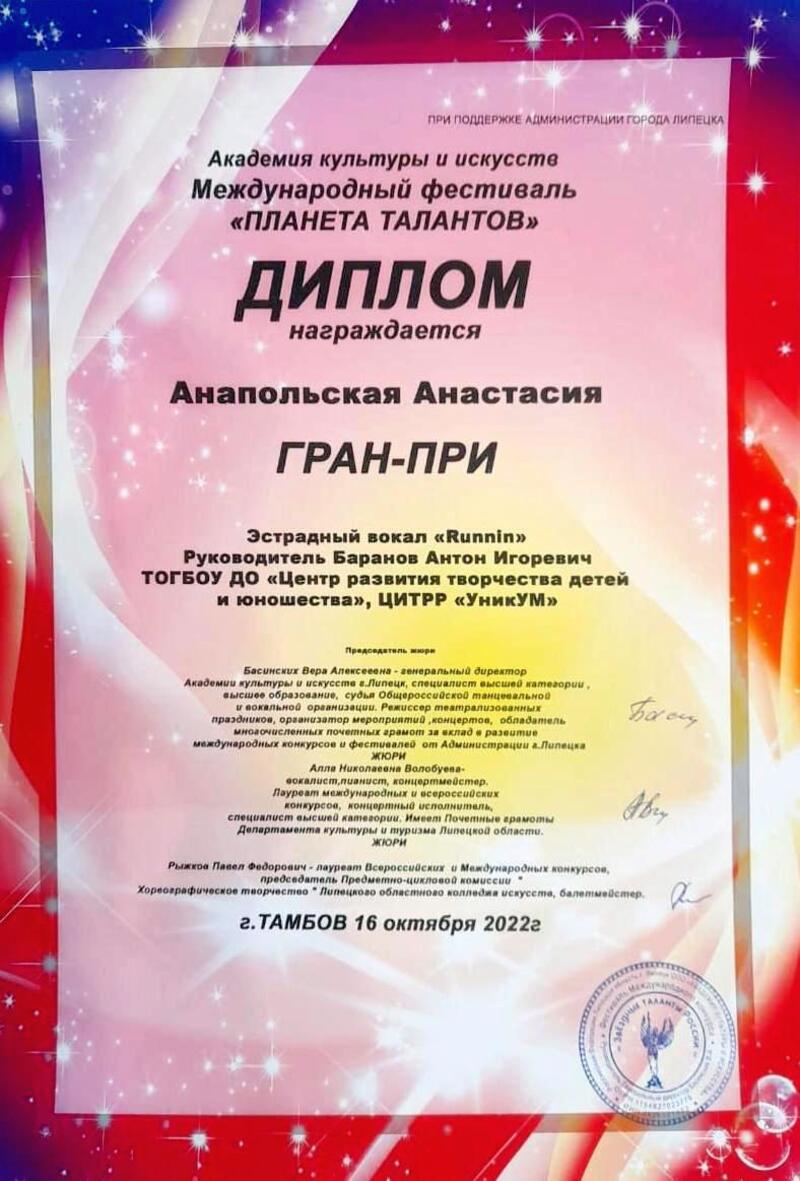 ПРИ ПОДДЕРЖКЕ АДМИНИСТРАЦИИ ГОРОДА ЛИПЕЦКА
Академия культуры и искусств
Международный фестиваль
«ПЛАНЕТА ТАЛАНТОВ»
ДИПЛОМ
награждается
Анапольская Анастасия
ГРАН-ПРИ
Эстрадный вокал «Runnin»
Руководитель Баранов Антон Игоревич
ТОГБОУ ДО «Центр развития творчества детей
и юношества», ЦИТРР «УникУМ»
Председатель жюри
Басинских Вера Алексеевна - генеральный директор
Академии культуры и искусств г.Липецк, специалист высшей категории ,
высшее образование, судья Общероссийской танцевальной
и вокальной организации. Режиссер театрализованных
праздников, организатор мероприятий ,концертов, обладатель
многочисленных почетных грамот за вклад в развитие
международных конкурсов и фестивалей от Администрации г.Липецка
ЖЮРИ
Алла Николаевна Волобуева-
вокалист,пианист, концертмейстер.
Лауреат международных и всероссийских
конкурсов, концертный исполнитель,
специалист высшей категории. Имеет Почетные грамоты
Департамента культуры и туризма Липецкой области.
ЖЮРИ
Рыжков Павел Федорович - лауреат Всероссийских и Международных конкурсов,
председатель Предметно-цикловой комиссии "
Хореографическое творчество " Липецкого областного колледжа искусств, балетмейстер.
г.ТАМБОВ 16 октября 2022г
ЗВЁЗДНЫЕ ТАЛАНТЫ РОССИИ